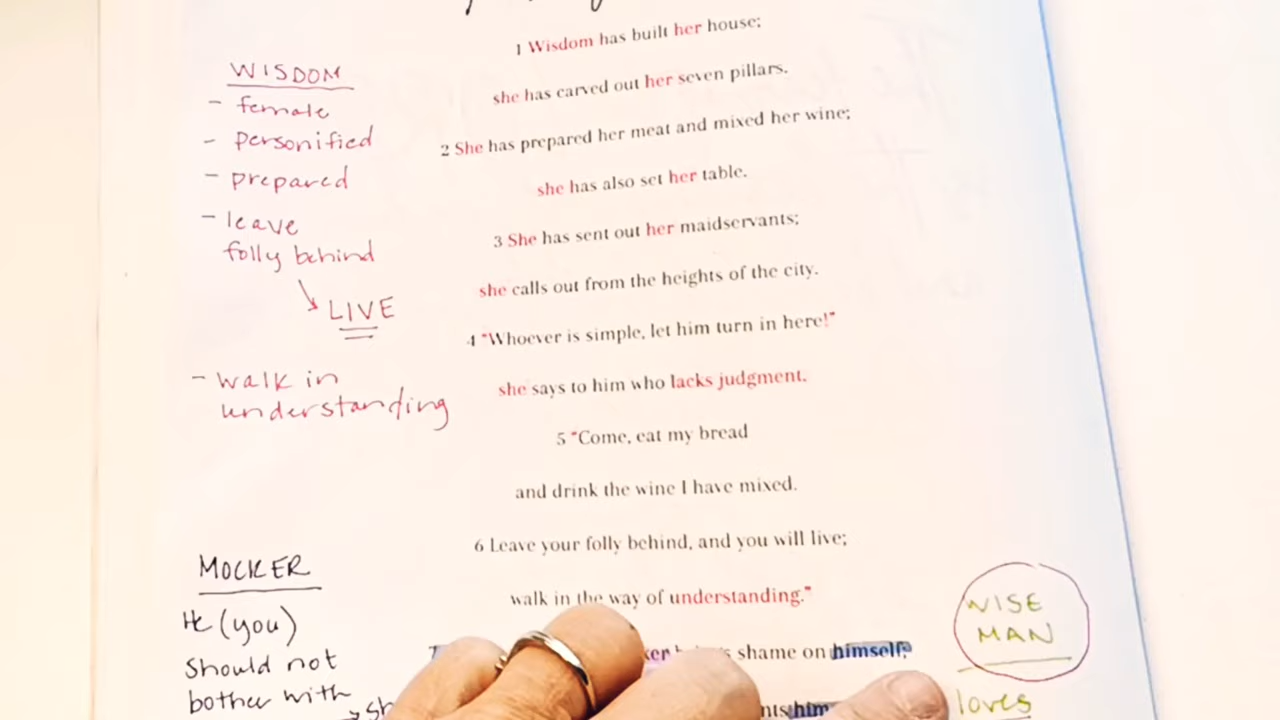 1 Wisdom has built her house;
she has carved out her seven pillars.
2 She has prepared her meat and mixed her wine;
she has also set her table.
3 She has sent out her maidservants;
she calls out from the heights of the city.
4 "Whoever is simple, let him turn in here!"
she says to him who lacks judgment.
5 "Come, eat my bread
and drink the wine I have mixed.
6 Leave your folly behind, and you will live;
walk in the way of understanding."
shame on himself;
him
WISDOM
- female
- personified
- prepared
- leave
folly behind
LIVE
- walk in
understanding
MOCKER
He (you)
should not
bother with
WISE
MAN
loves